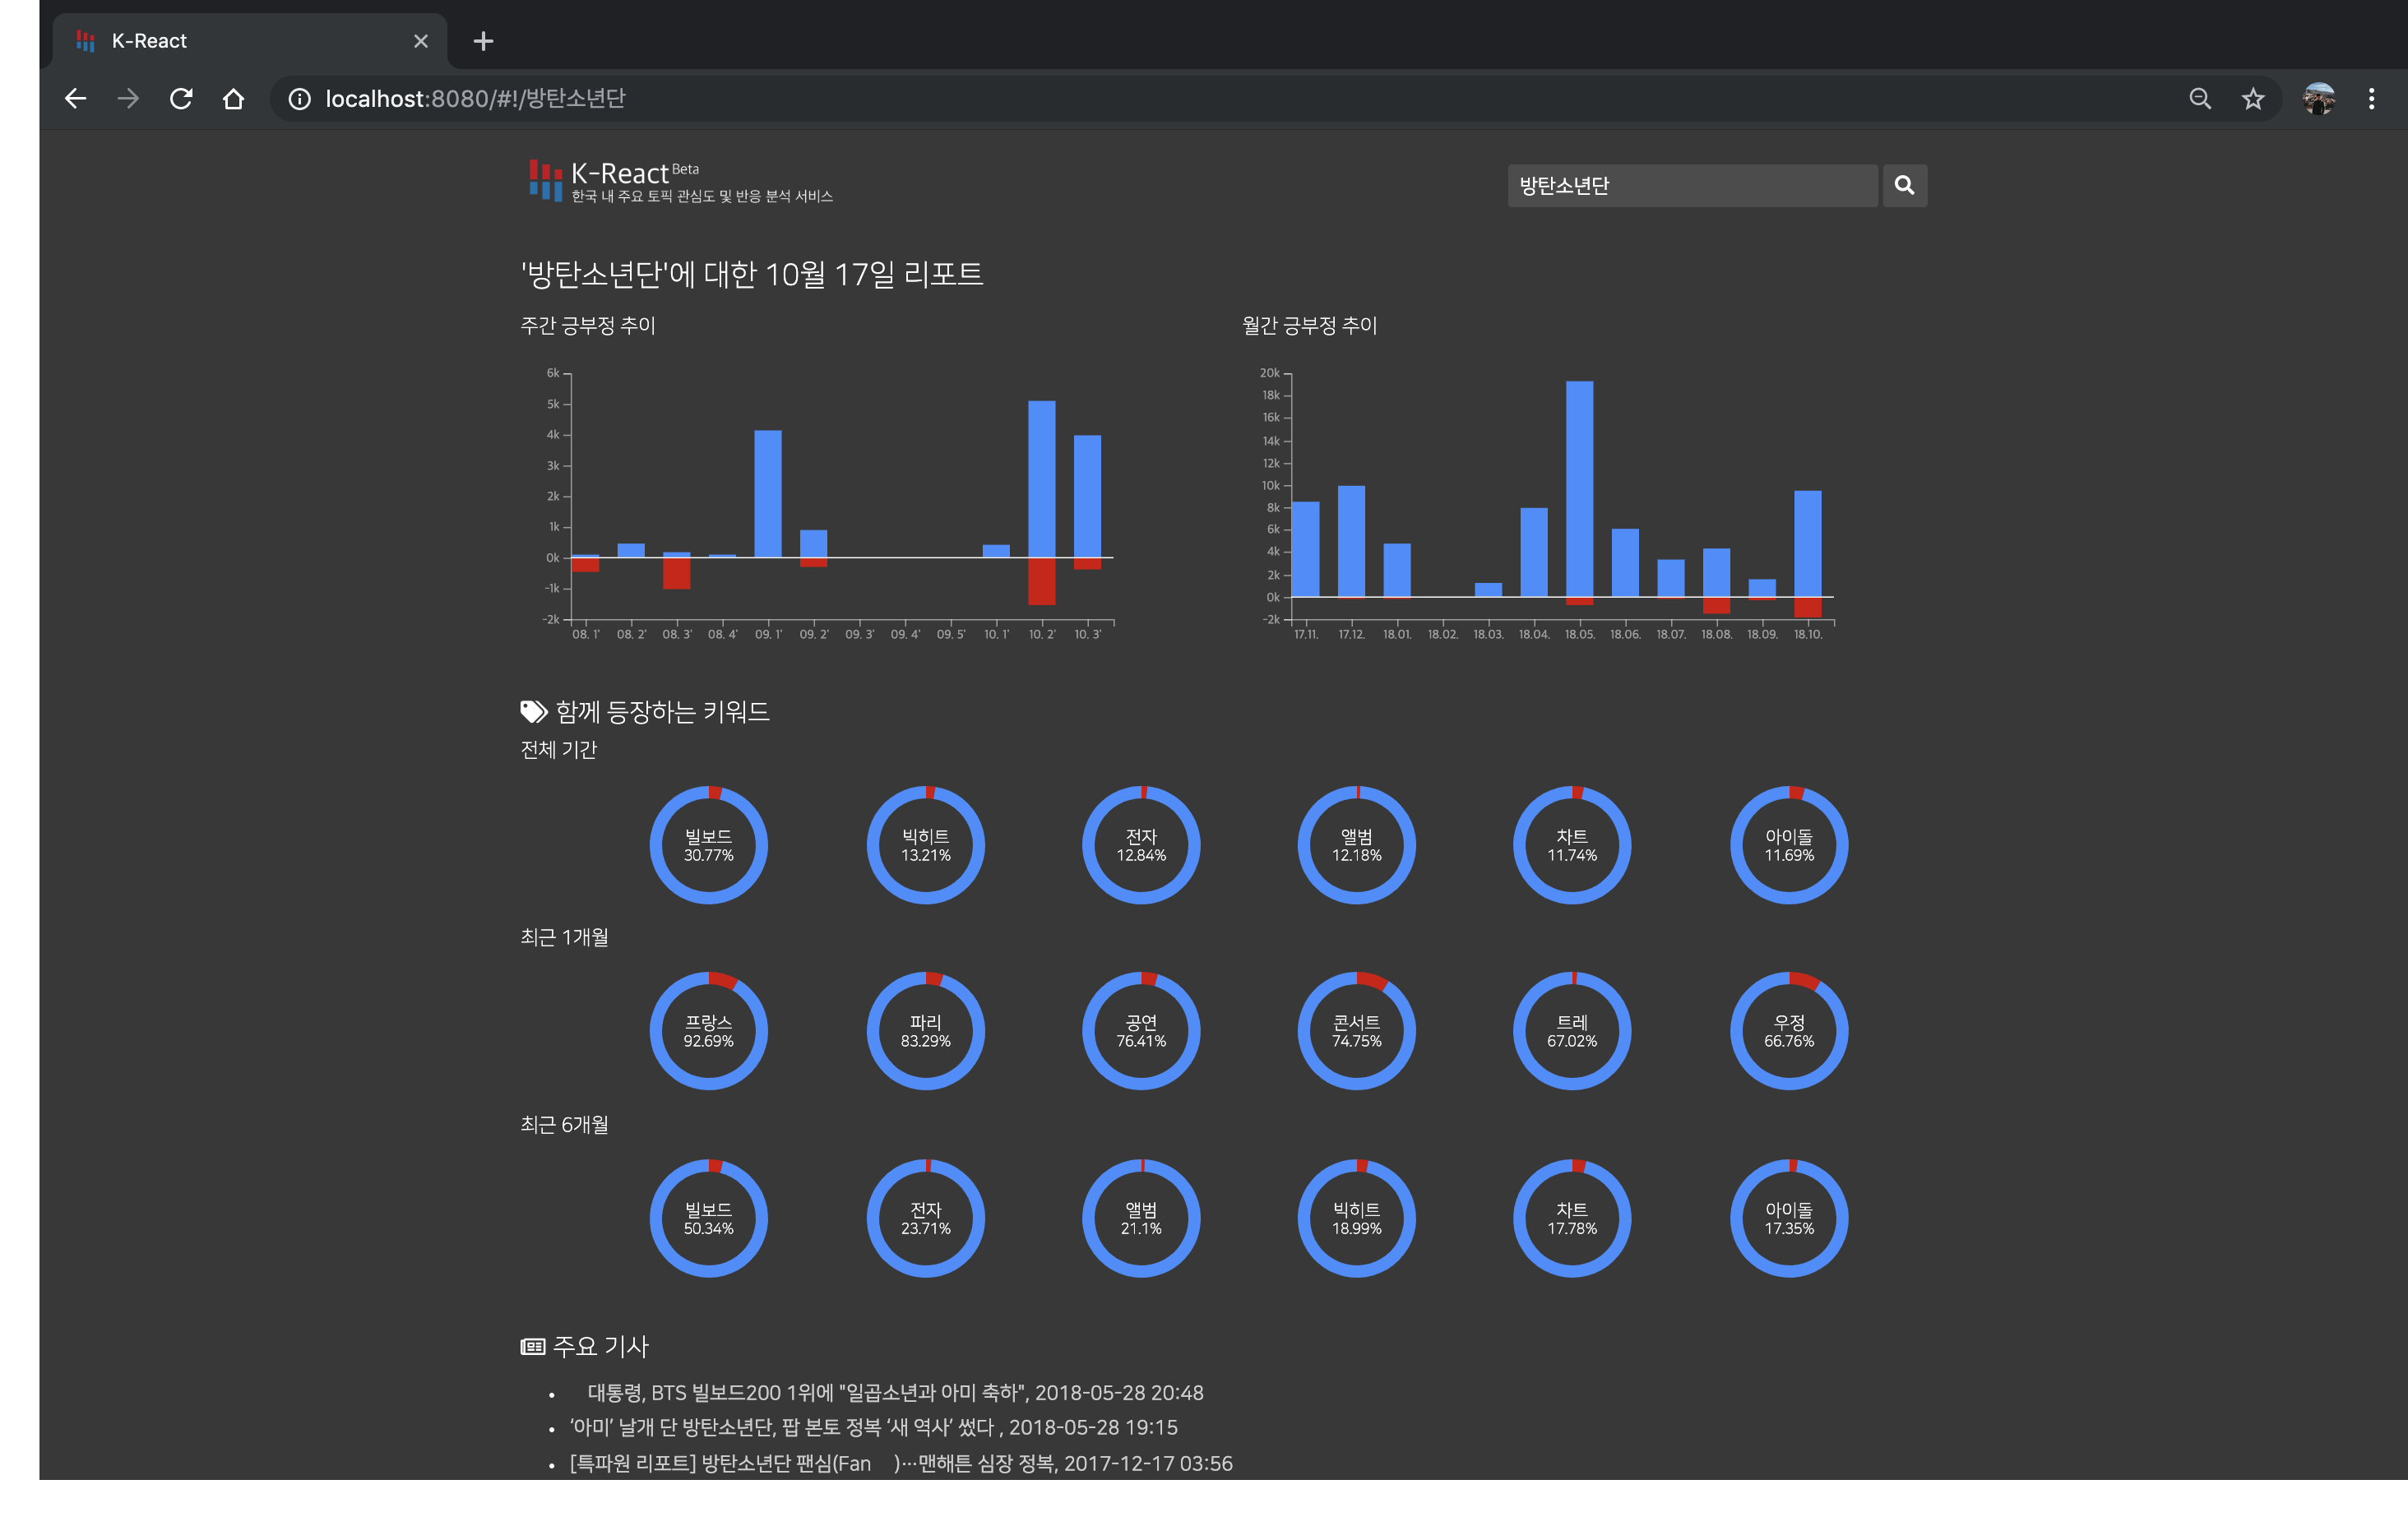 K-React
localhost:8080/#!/방탄소년단
K-React Beta
한국 내 주요 토픽 관심도 및 반응 분석 서비스
방탄소년단
'방탄소년단'에 대한 10월 17일 리포트
주간 긍부정 추이
6k
5k
4k
3k
2k
1k
0k
-1k
-2k
08. 1' 08. 2' 08. 3' 08. 4' 09. 1' 09. 2' 09. 3' 09. 4' 09. 5' 10. 1' 10. 2' 10. 3'
월간 긍부정 추이
20k
18k
16k
14k
12k
10k
8k
6k
4k
2k
0k
-2k
17.11. 17.12. 18.01. 18.02. 18.03. 18.04. 18.05. 18.06. 18.07. 18.08. 18.09. 18.10.
함께 등장하는 키워드
전체 기간
빌보드 빅히트 전자 앨범 차트 아이돌
30.77% 13.21% 12.84% 12.18% 11.74% 11.69%
최근 1개월
프랑스 파리 공연 콘서트 트레 우정
92.69% 83.29% 76.41% 74.75% 67.02% 66.76%
최근 6개월
빌보드 전자 앨범 빅히트 차트 아이돌
50.34% 23.71% 21.1% 18.99% 17.78% 17.35%
주요 기사
• 대통령, BTS 빌보드200 1위에 "일곱소년과 아미 축하", 2018-05-28 20:48
• ‘아미’ 날개 단 방탄소년단, 팝 본토 정복 ‘새 역사’ 썼다 , 2018-05-28 19:15
• [특파원 리포트] 방탄소년단 팬심(Fan )…맨해튼 심장 정복, 2017-12-17 03:56